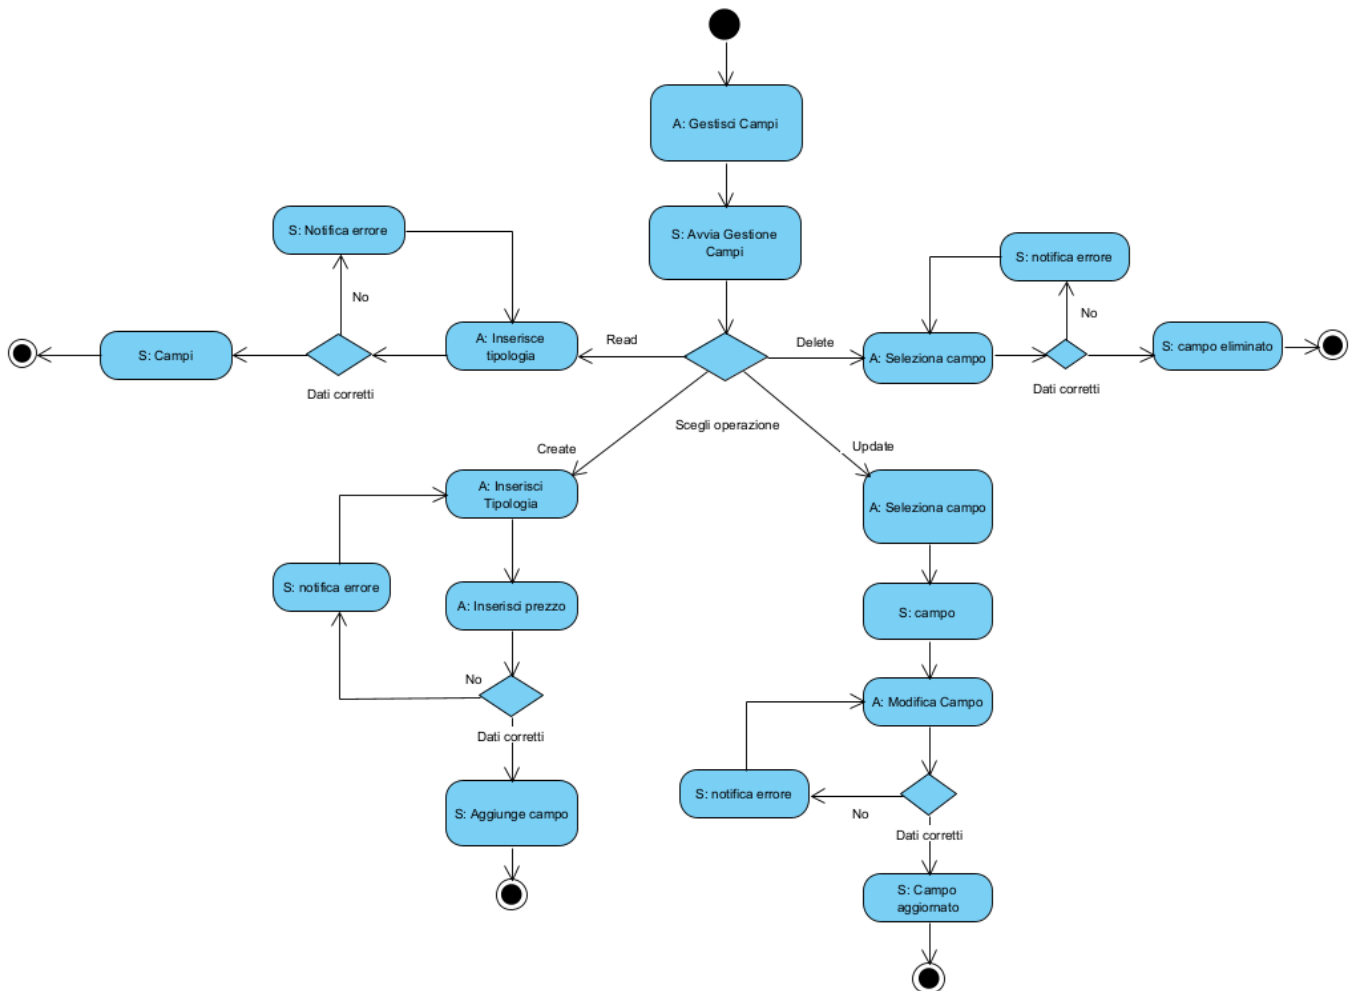 A: Gestisci Campi
S: Avvia Gestione
Campi
S: Notifica errore
S: notifica errore
No
No
S: Campi
A: Inserisce
tipologia
Read
Delete
A: Seleziona campo
S: campo eliminato
Dati corretti
Dati corretti
Scegli operazione
Create
Update
A: Inserisci
Tipologia
A: Seleziona campo
S: notifica errore
A: Inserisci prezzo
S: campo
No
A: Modifica Campo
Dati corretti
S: notifica errore
S: Aggiunge campo
No
Dati corretti
S: Campo
aggiornato